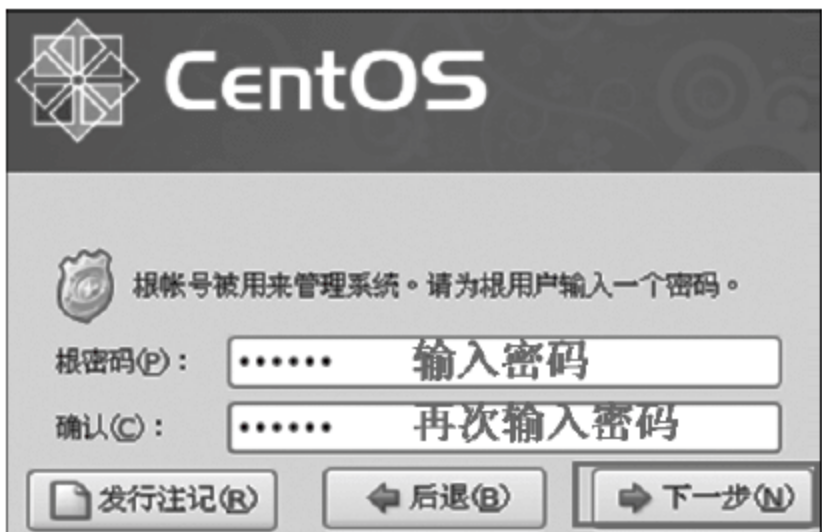 CentOS
根帐号被用来管理系统。请为根用户输入一个密码。
根密码(P)： •••••• 输入密码
确认(C)： •••••• 再次输入密码
发行注记(R) 后退(B) 下一步(N)